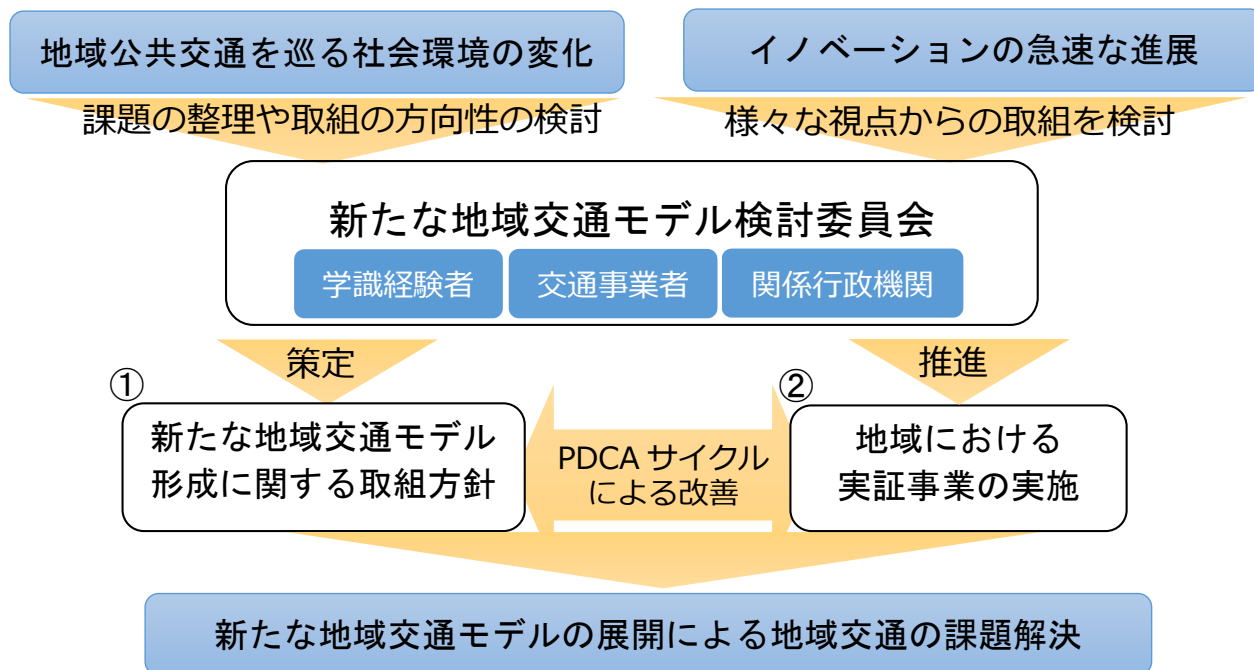 地域公共交通を巡る社会環境の変化
イノベーションの急速な進展
課題の整理や取組の方向性の検討
様々な視点からの取組を検討
新たな地域交通モデル検討委員会
学識経験者
交通事業者
関係行政機関
策定
推進
①
新たな地域交通モデル
形成に関する取組方針
PDCA サイクル
による改善
②
地域における
実証事業の実施
新たな地域交通モデルの展開による地域交通の課題解決